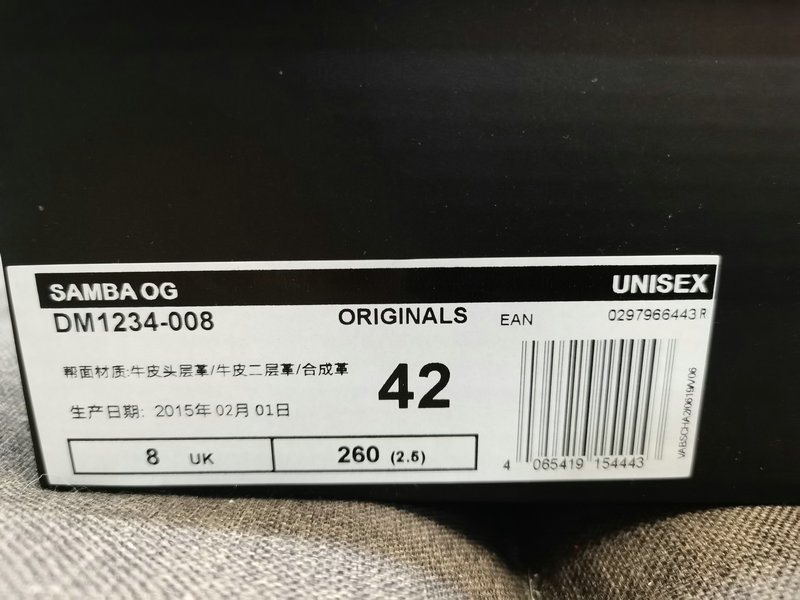 SAMBA OG UNISEX
DM1234-008 ORIGINALS EAN 0297966443 R
帮面材质:牛皮头层革/牛皮二层革/合成革 42
生产日期: 2015年 02月 01日
8 UK 260 (2.5)
4 065419 154443